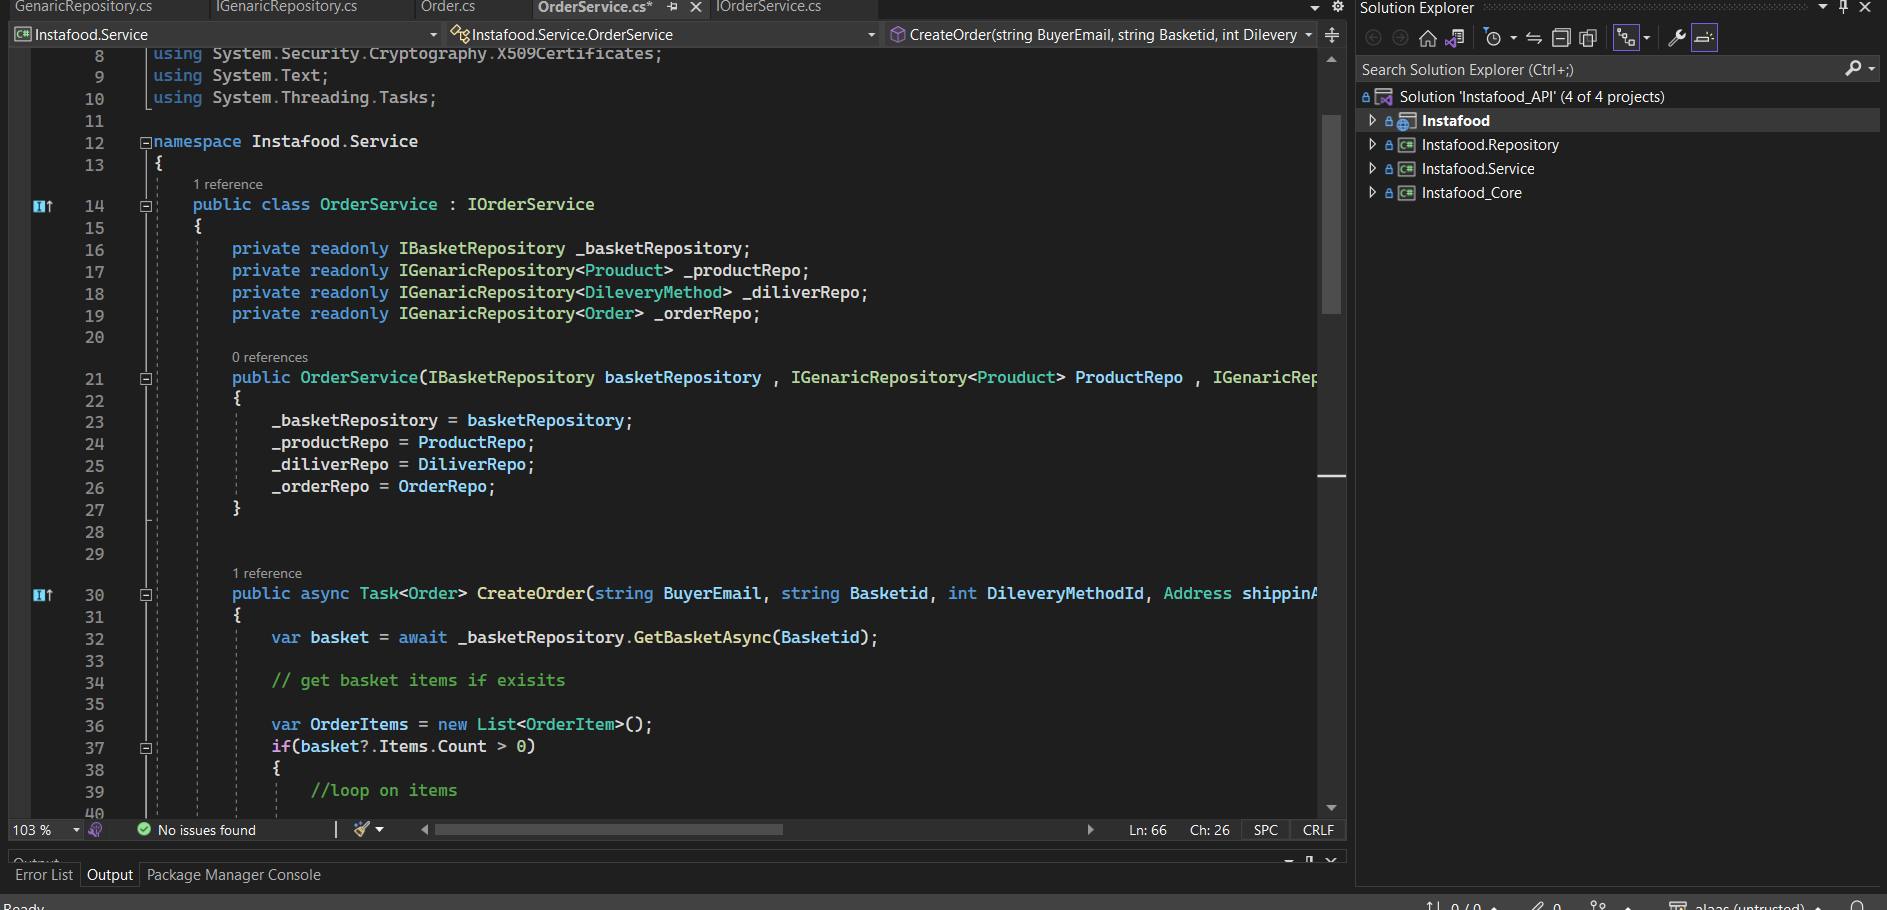 GenaricRepository.cs
IGenaricRepository.cs
Order.cs
OrderService.cs*
IOrderService.cs
Instafood.Service
Instafood.Service.OrderService
CreateOrder(string BuyerEmail, string Basketid, int Dilevery
8 using System.Security.Cryptography.X509Certificates;
9 using System.Text;
10 using System.Threading.Tasks;
11
12 namespace Instafood.Service
13 {
1 reference
14 public class OrderService : IOrderService
15 {
16 private readonly IBasketRepository _basketRepository;
17 private readonly IGenaricRepository<Prouduct> _productRepo;
18 private readonly IGenaricRepository<DileveryMethod> _diliverRepo;
19 private readonly IGenaricRepository<Order> _orderRepo;
20
0 references
21 public OrderService(IBasketRepository basketRepository , IGenaricRepository<Prouduct> ProductRepo , IGenaricRep
22 {
23 _basketRepository = basketRepository;
24 _productRepo = ProductRepo;
25 _diliverRepo = DiliverRepo;
26 _orderRepo = OrderRepo;
27 }
28
29
1 reference
30 public async Task<Order> CreateOrder(string BuyerEmail, string Basketid, int DileveryMethodId, Address shippinA
31 {
32 var basket = await _basketRepository.GetBasketAsync(Basketid);
33
34 // get basket items if exisits
35
36 var OrderItems = new List<OrderItem>();
37 if(basket?.Items.Count > 0)
38 {
39 //loop on items
40
103 %
No issues found
Ln: 66 Ch: 26 SPC CRLF
Output
Error List Output Package Manager Console
Ready
Solution Explorer
Search Solution Explorer (Ctrl+;)
Solution 'Instafood_API' (4 of 4 projects)
Instafood
Instafood.Repository
Instafood.Service
Instafood_Core
0 / 0
0
alaas (untrusted)